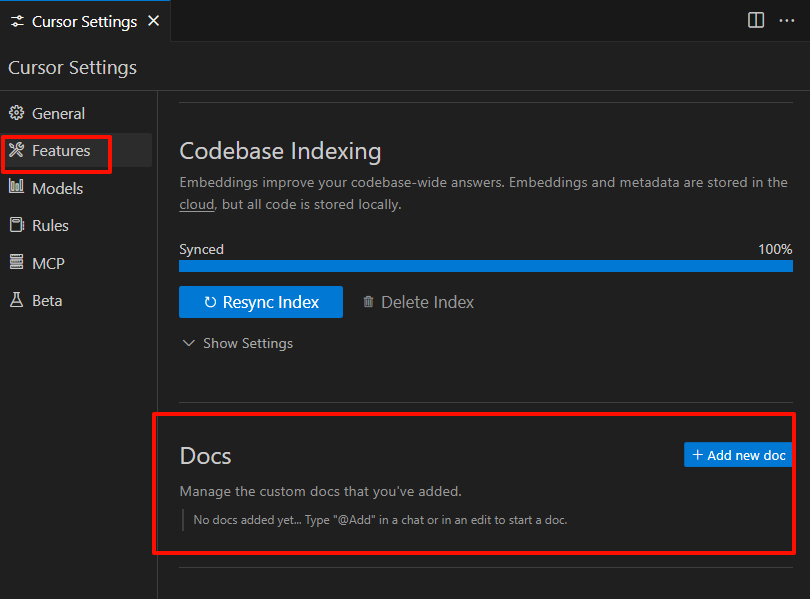 Cursor Settings
Cursor Settings
General
Features
Models
Rules
MCP
Beta
Codebase Indexing
Embeddings improve your codebase-wide answers. Embeddings and metadata are stored in the
cloud, but all code is stored locally.
Synced 100%
Resync Index Delete Index
Show Settings
Docs + Add new doc
Manage the custom docs that you've added.
No docs added yet... Type "@Add" in a chat or in an edit to start a doc.